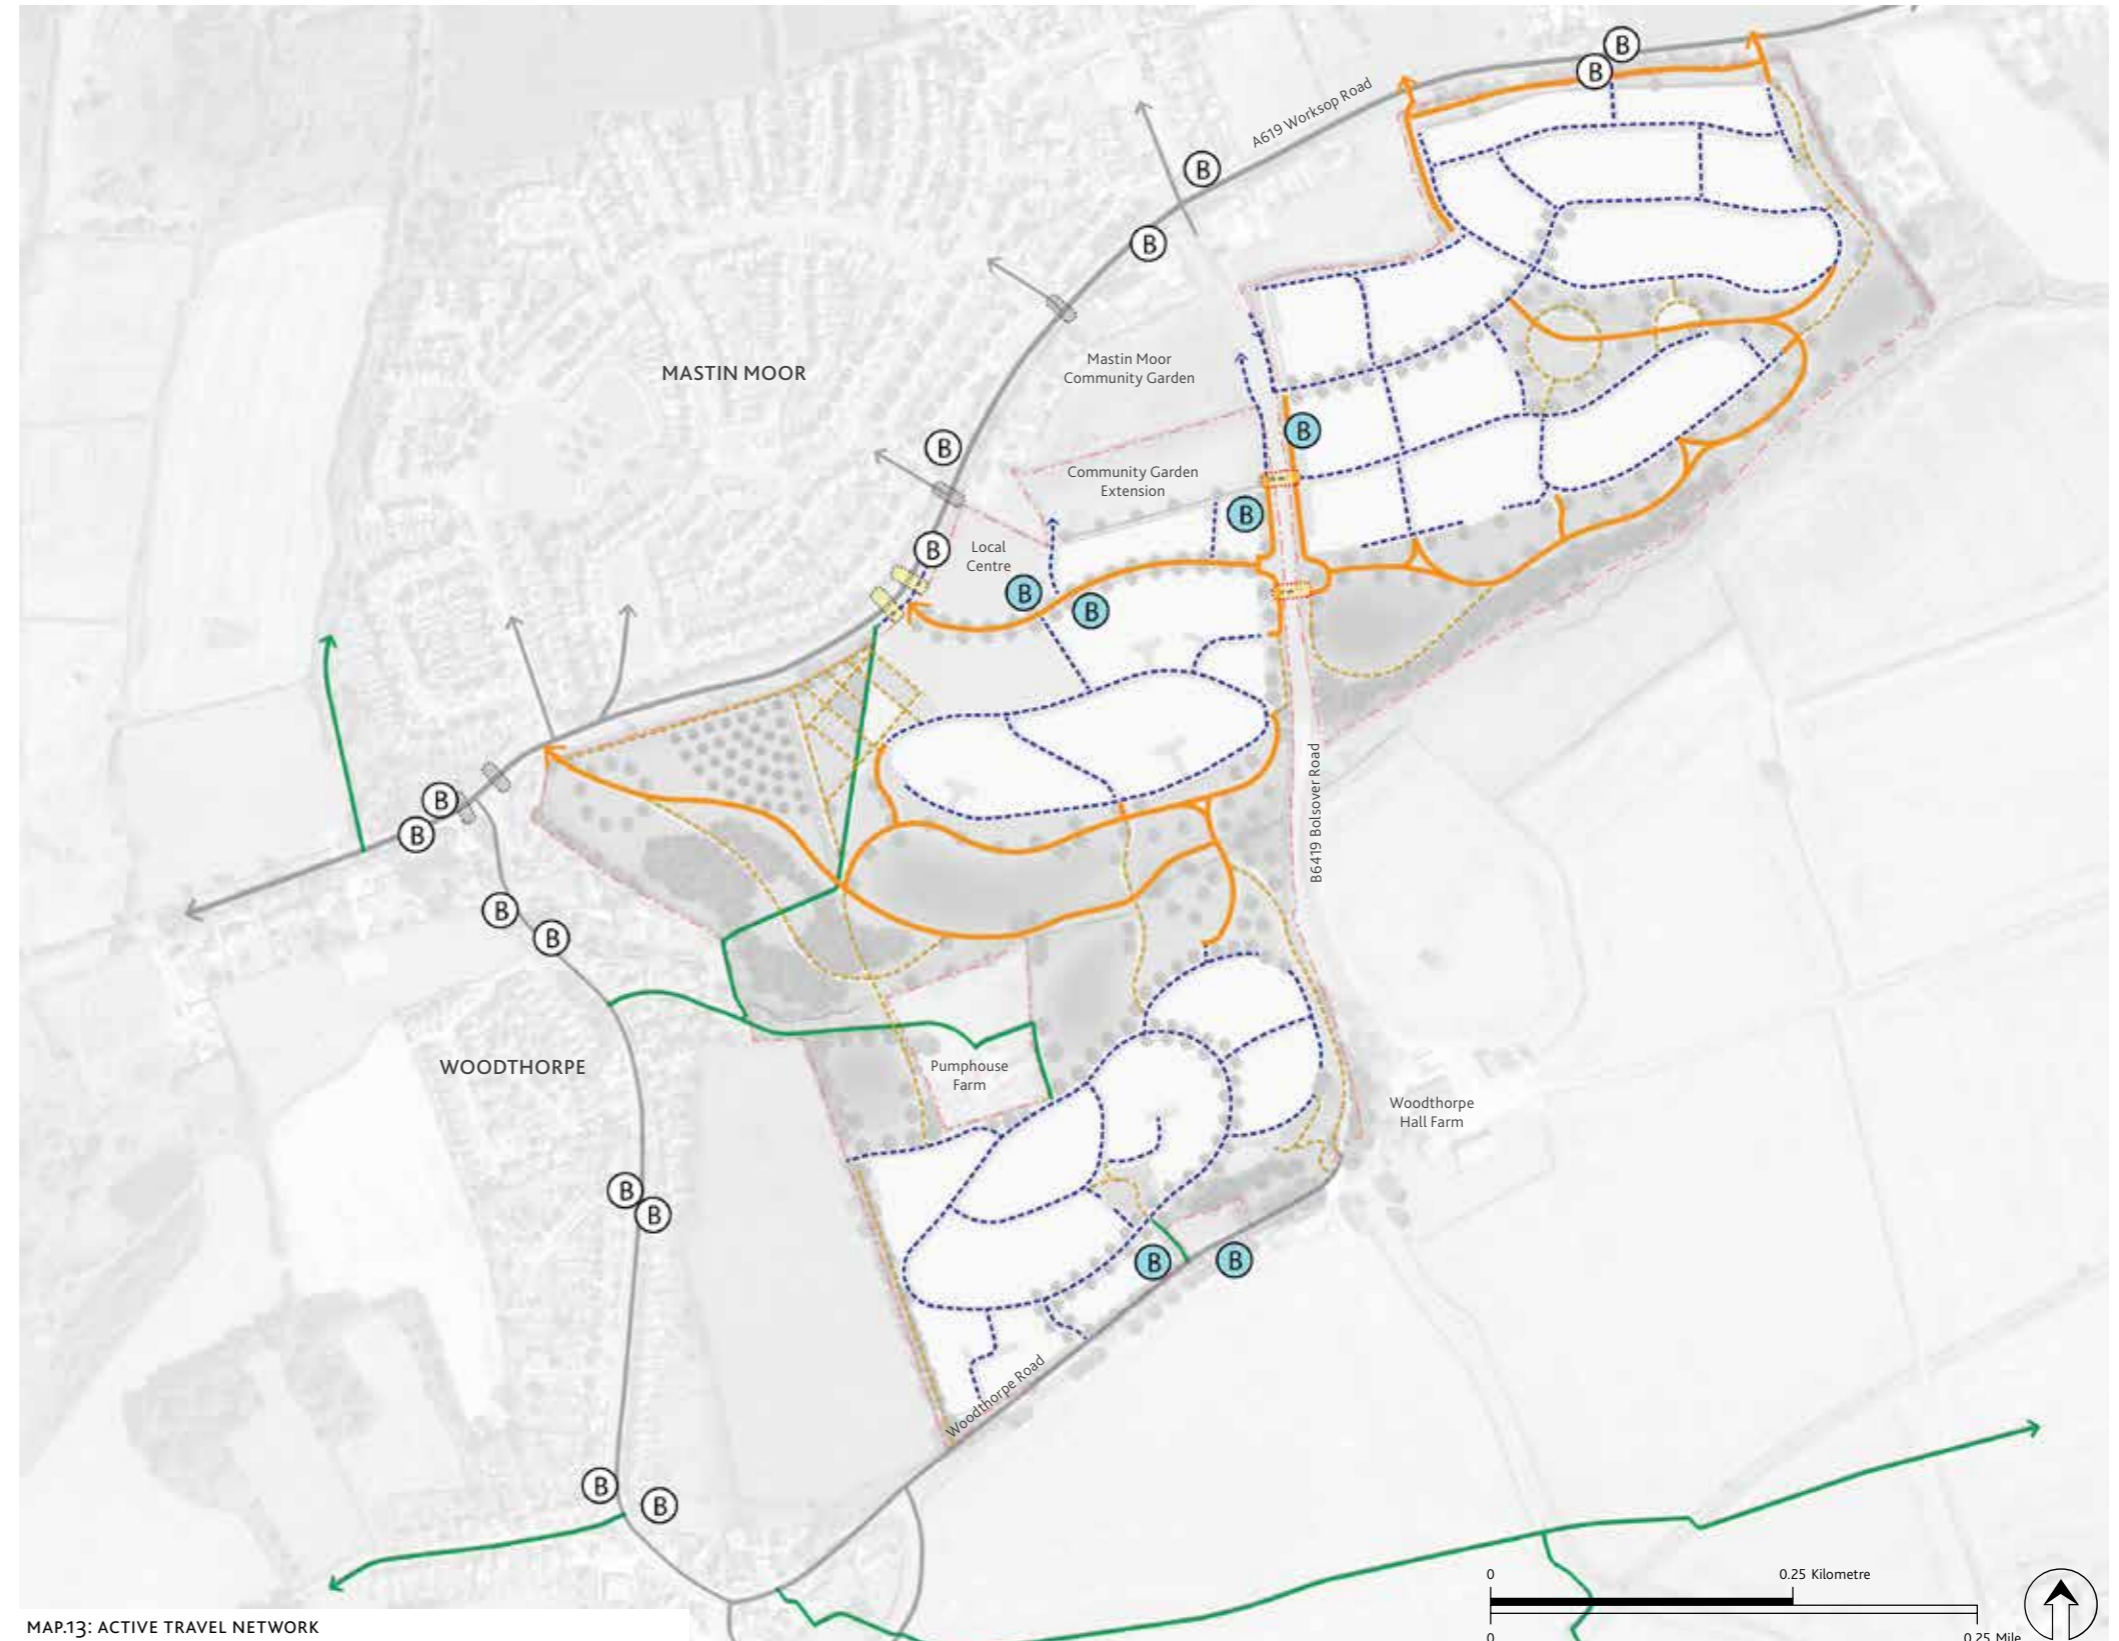 B
B
A619 Worksop Road
B
B
Mastin Moor
Community Garden
MASTIN MOOR
B
B
Community Garden
Extension
B
B
Local
Centre
B
B
B6419 Bolsover Road
B
B
B
B
WOODTHORPE
Pumphouse
Farm
Woodthorpe
Hall Farm
B
B
B
B
Woodthorpe Road
B
B
0
0.25 Kilometre
0
0.25 Mile
MAP.13: ACTIVE TRAVEL NETWORK